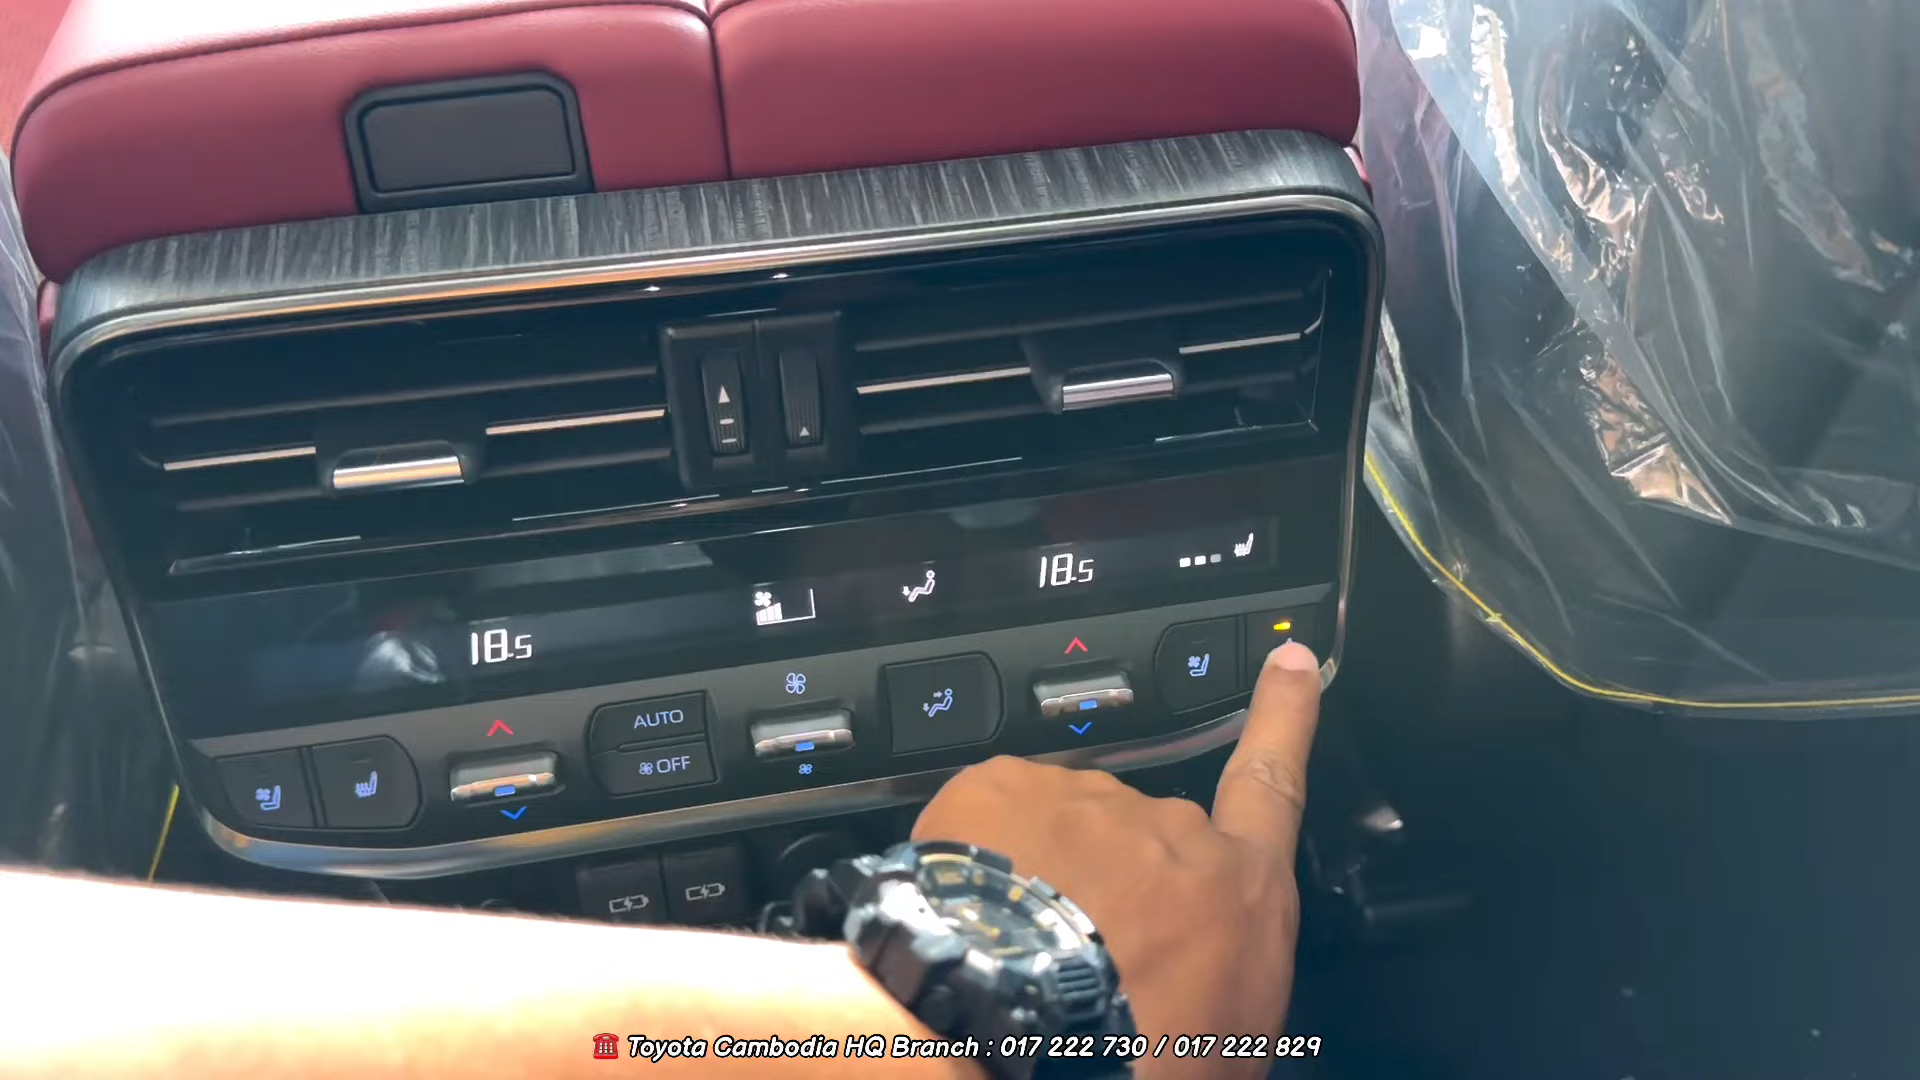 18.5
18.5
AUTO
OFF
☎ Toyota Cambodia HQ Branch : 017 222 730 / 017 222 829